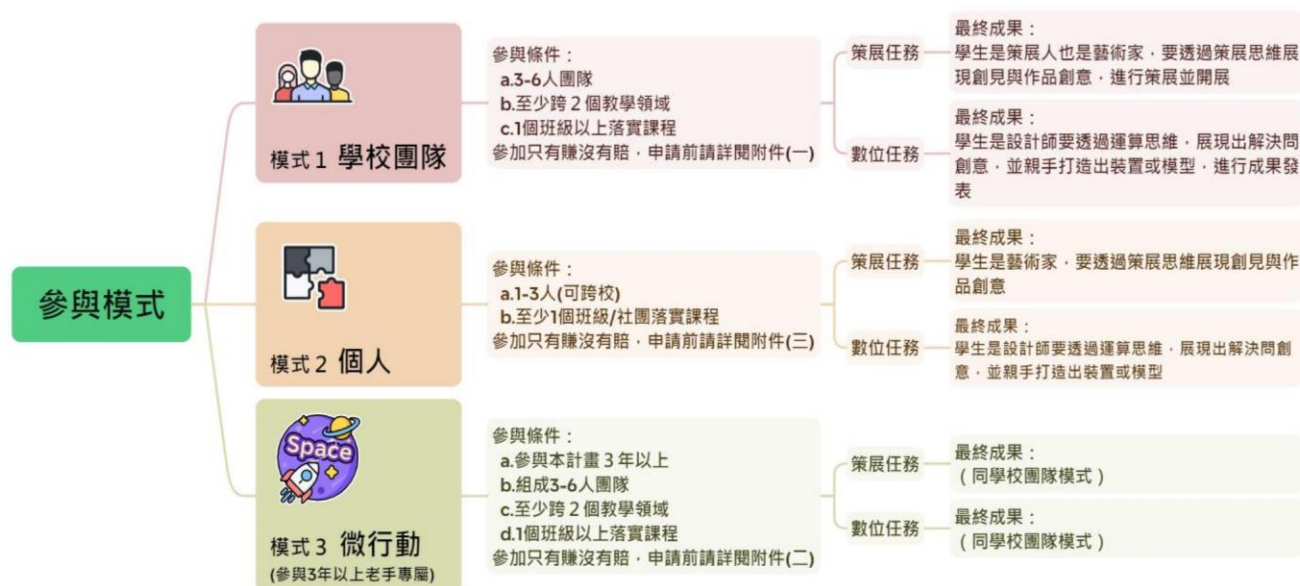 參與模式
模式 1 學校團隊
參與條件：
a.3-6人團隊
b.至少跨 2 個教學領域
c.1個班級以上落實課程
參加只有賺沒有賠，申請前請詳閱附件(一)
策展任務
最終成果：
學生是策展人也是藝術家，要透過策展思維展
現創見與作品創意，進行策展並開展
數位任務
最終成果：
學生是設計師要透過運算思維，展現出解決問
創意，並親手打造出裝置或模型，進行成果發
表
模式 2 個人
參與條件：
a.1-3人(可跨校)
b.至少1個班級/社團落實課程
參加只有賺沒有賠，申請前請詳閱附件(三)
策展任務
最終成果：
學生是藝術家，要透過策展思維展現創見與作
品創意
數位任務
最終成果：
學生是設計師要透過運算思維，展現出解決問創
意，並親手打造出裝置或模型
Space
模式 3 微行動
(參與3年以上老手專屬)
參與條件：
a.參與本計畫 3 年以上
b.組成3-6人團隊
c.至少跨 2 個教學領域
d.1個班級以上落實課程
參加只有賺沒有賠，申請前請詳閱附件(二)
策展任務
最終成果：
（同學校團隊模式）
數位任務
最終成果：
（同學校團隊模式）